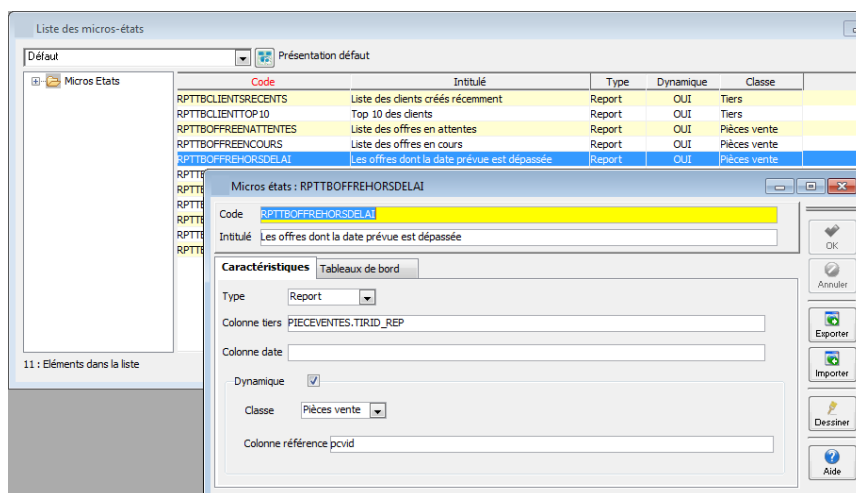 Liste des micros-états
Défaut Présentation défaut
Micros Etats
Code Intitulé Type Dynamique Classe
RPTTBCLIENTSRECENTS Liste des clients créés récemment Report OUI Tiers
RPTTBCLIENTTOP10 Top 10 des clients Report OUI Tiers
RPTTBOFFREENATTENTES Liste des offres en attentes Report OUI Pièces vente
RPTTBOFFREENCOURS Liste des offres en cours Report OUI Pièces vente
RPTTBOFFREHORSDELAI Les offres dont la date prévue est dépassée Report OUI Pièces vente
11 : Eléments dans la liste
Micros états : RPTTBOFFREHORSDELAI
Code RPTTBOFFREHORSDELAI
Intitulé Les offres dont la date prévue est dépassée
Caractéristiques Tableaux de bord
Type Report
Colonne tiers PIECEVENTES.TIRID_REP
Colonne date
Dynamique
Classe Pièces vente
Colonne référence pcvid
OK
Annuler
Exporter
Importer
Dessiner
Aide